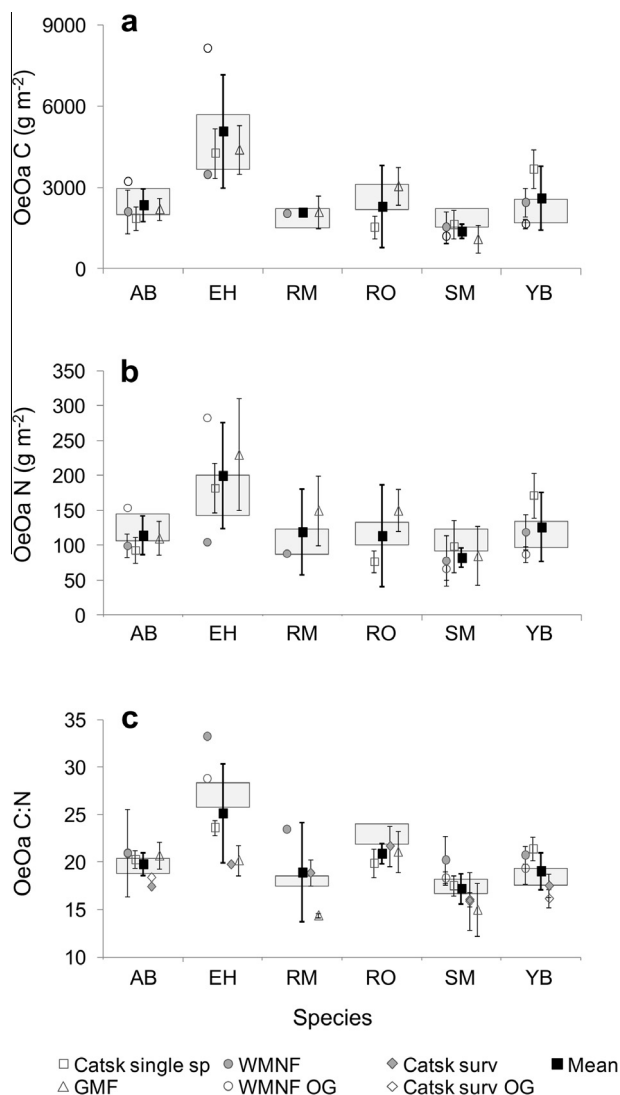 a
9000
6000
3000
0
OeOa C (g m-2)
AB EH RM RO SM YB
b
350
300
250
200
150
100
50
0
OeOa N (g m-2)
AB EH RM RO SM YB
c
35
30
25
20
15
10
OeOa C:N
AB EH RM RO SM YB
Species
Catsk single sp WMNF Catsk surv Mean
GMF WMNF OG Catsk surv OG